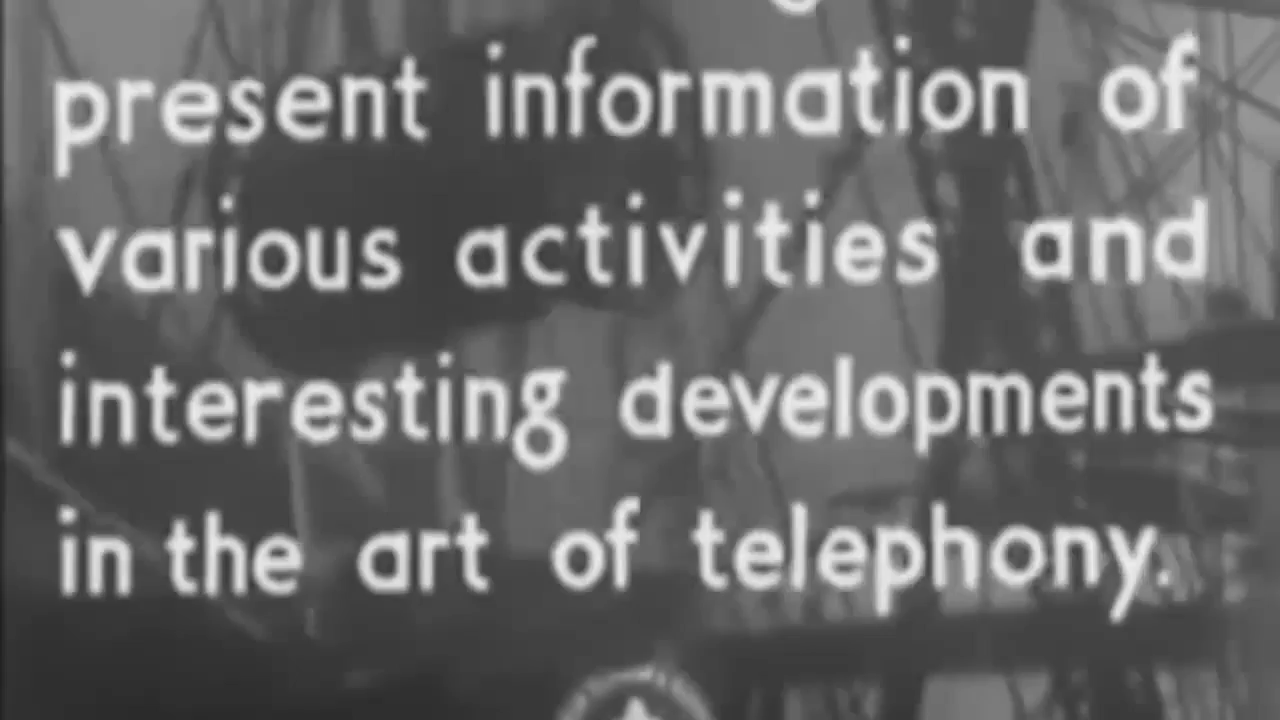 present information of
various activities and
interesting developments
in the art of telephony.